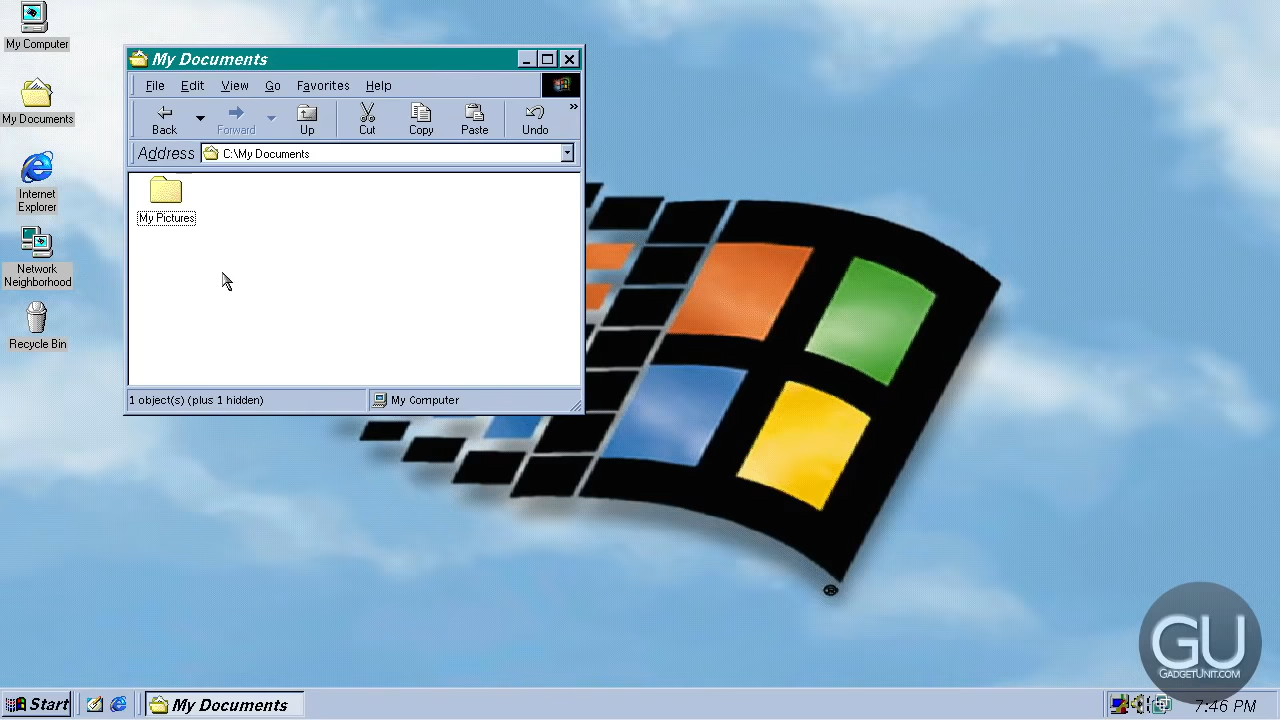 My Computer
My Documents
Internet
Explorer
Network
Neighborhood
Recycle Bin
My Documents
File Edit View Go Favorites Help
Back Forward Up Cut Copy Paste Undo »
Address C:\My Documents
My Pictures
1 object(s) (plus 1 hidden) My Computer
®
GU
GADGETUNIT.COM
Start My Documents 7:46 PM